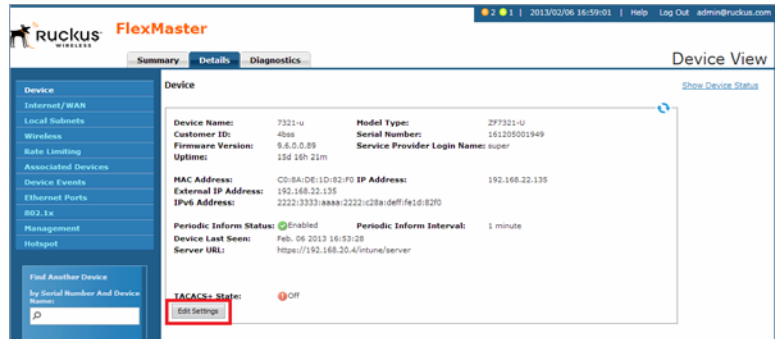 2 1 | 2013/02/06 16:59:01 | Help Log Out admin@ruckus.com
Ruckus WIRELESS FlexMaster
Summary Details Diagnostics Device View
Device
Internet/WAN
Local Subnets
Wireless
Rate Limiting
Associated Devices
Device Events
Ethernet Ports
802.1x
Management
Hotspot
Find Another Device
by Serial Number And Device Name:
Device Show Device Status
Device Name: 7321-u Model Type: ZF7321-U
Customer ID: 4bss Serial Number: 161205001949
Firmware Version: 9.6.0.0.89 Service Provider Login Name: super
Uptime: 15d 16h 21m
MAC Address: C0:8A:DE:1D:82:F0 IP Address: 192.168.22.135
External IP Address: 192.168.22.135
IPv6 Address: 2222:3333:aaaa:2222:c28a:deff:fe1d:82f0
Periodic Inform Status: Enabled Periodic Inform Interval: 1 minute
Device Last Seen: Feb. 06 2013 16:53:28
Server URL: https://192.168.20.4/intune/server
TACACS+ State: Off
Edit Settings